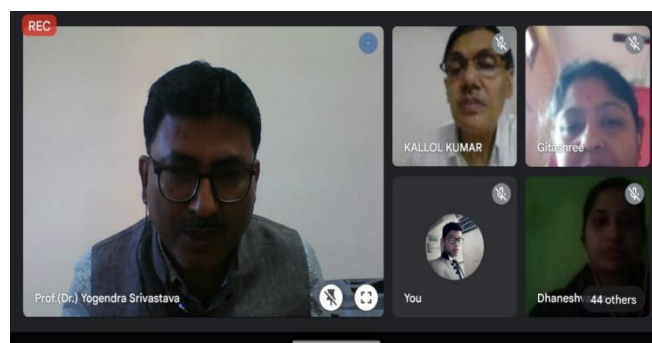 REC
KALLOL KUMAR
Gitashree
Prof.(Dr.) Yogendra Srivastava
You
44 others